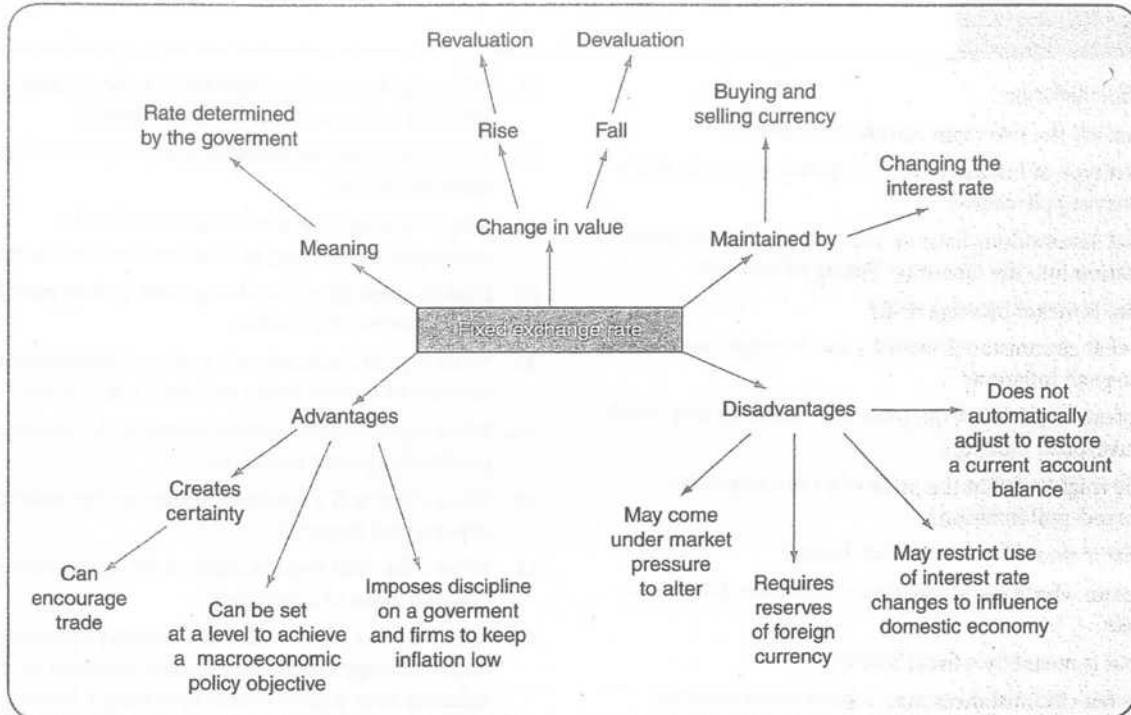 Revaluation
Devaluation
Rate determined
by the goverment
Rise
Fall
Buying and
selling currency
Changing the
interest rate
Meaning
Change in value
Maintained by
Fixed exchange rate
Advantages
Disadvantages
Does not
automatically
adjust to restore
a current account
balance
Creates
certainty
Can
encourage
trade
Can be set
at a level to achieve
a macroeconomic
policy objective
Imposes discipline
on a goverment
and firms to keep
inflation low
May come
under market
pressure
to alter
Requires
reserves
of foreign
currency
May restrict use
of interest rate
changes to influence
domestic economy